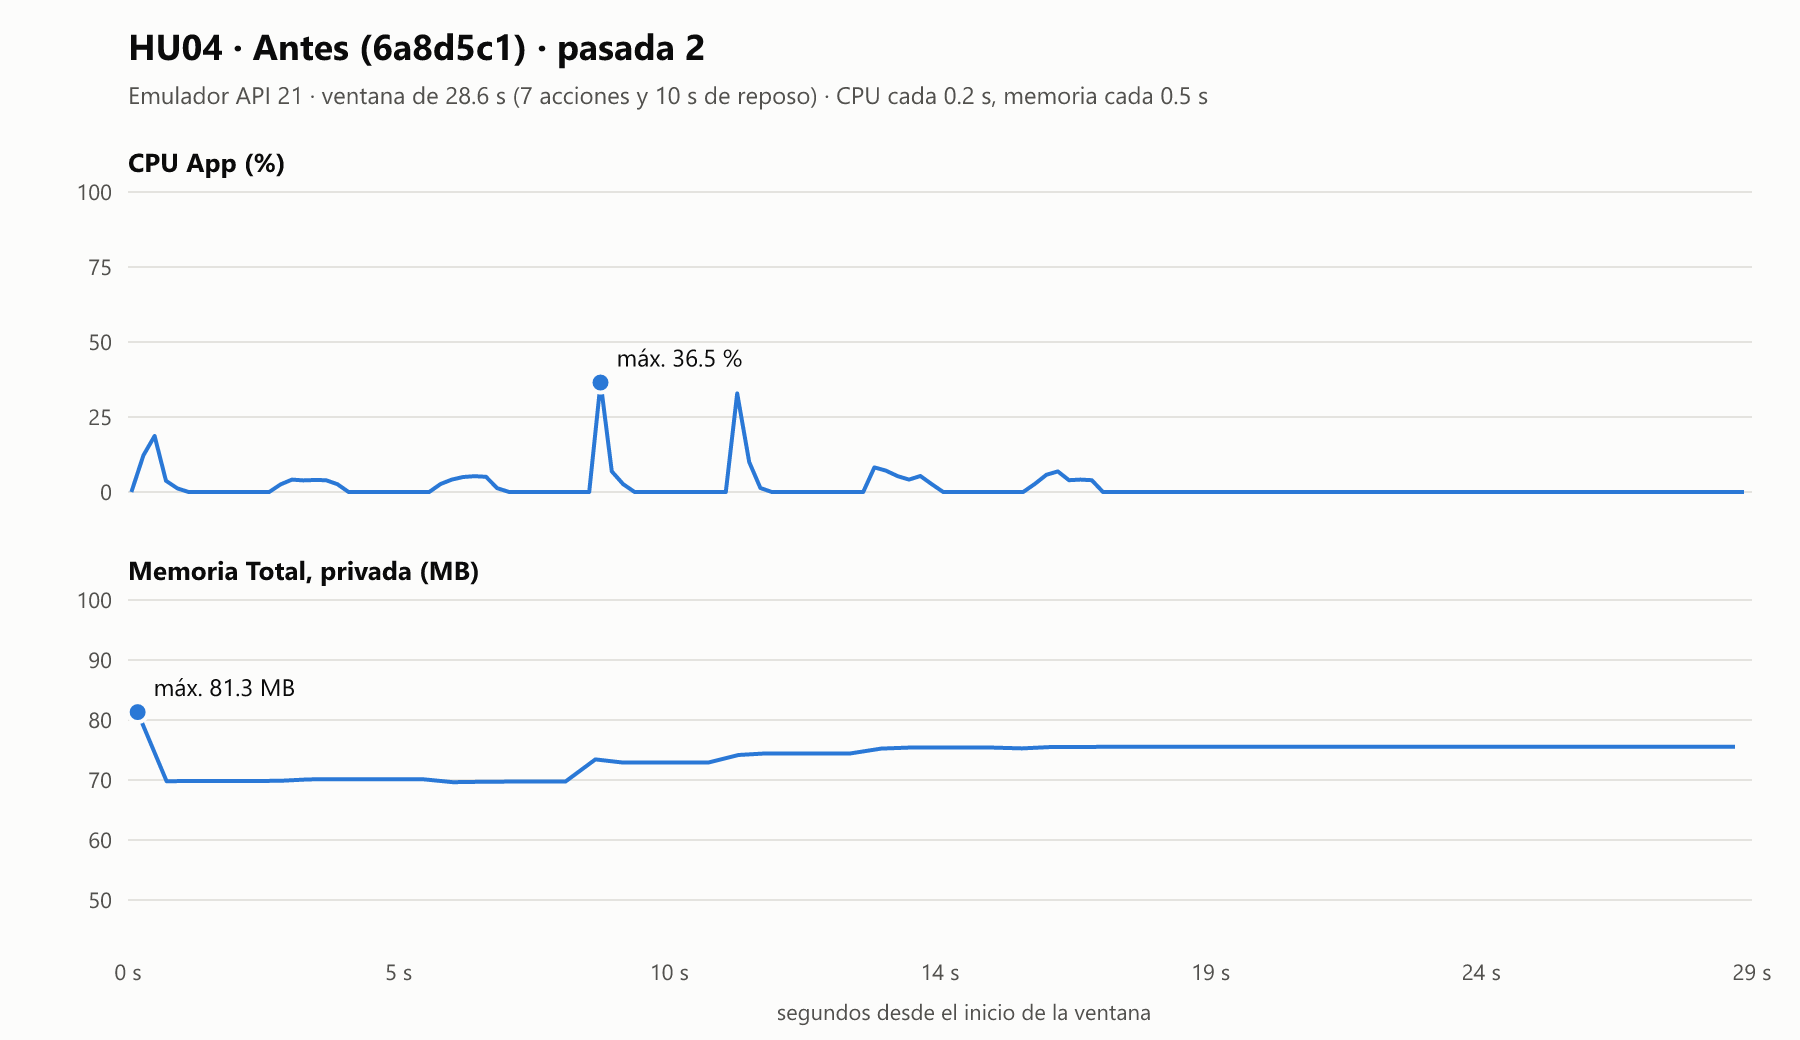 HU04 · Antes (6a8d5c1) · pasada 2
Emulador API 21 · ventana de 28.6 s (7 acciones y 10 s de reposo) · CPU cada 0.2 s, memoria cada 0.5 s
CPU App (%)
100
75
50
máx. 36.5 %
25
0
Memoria Total, privada (MB)
100
90
máx. 81.3 MB
80
70
60
50
0 s 5 s 10 s 14 s 19 s 24 s 29 s
segundos desde el inicio de la ventana